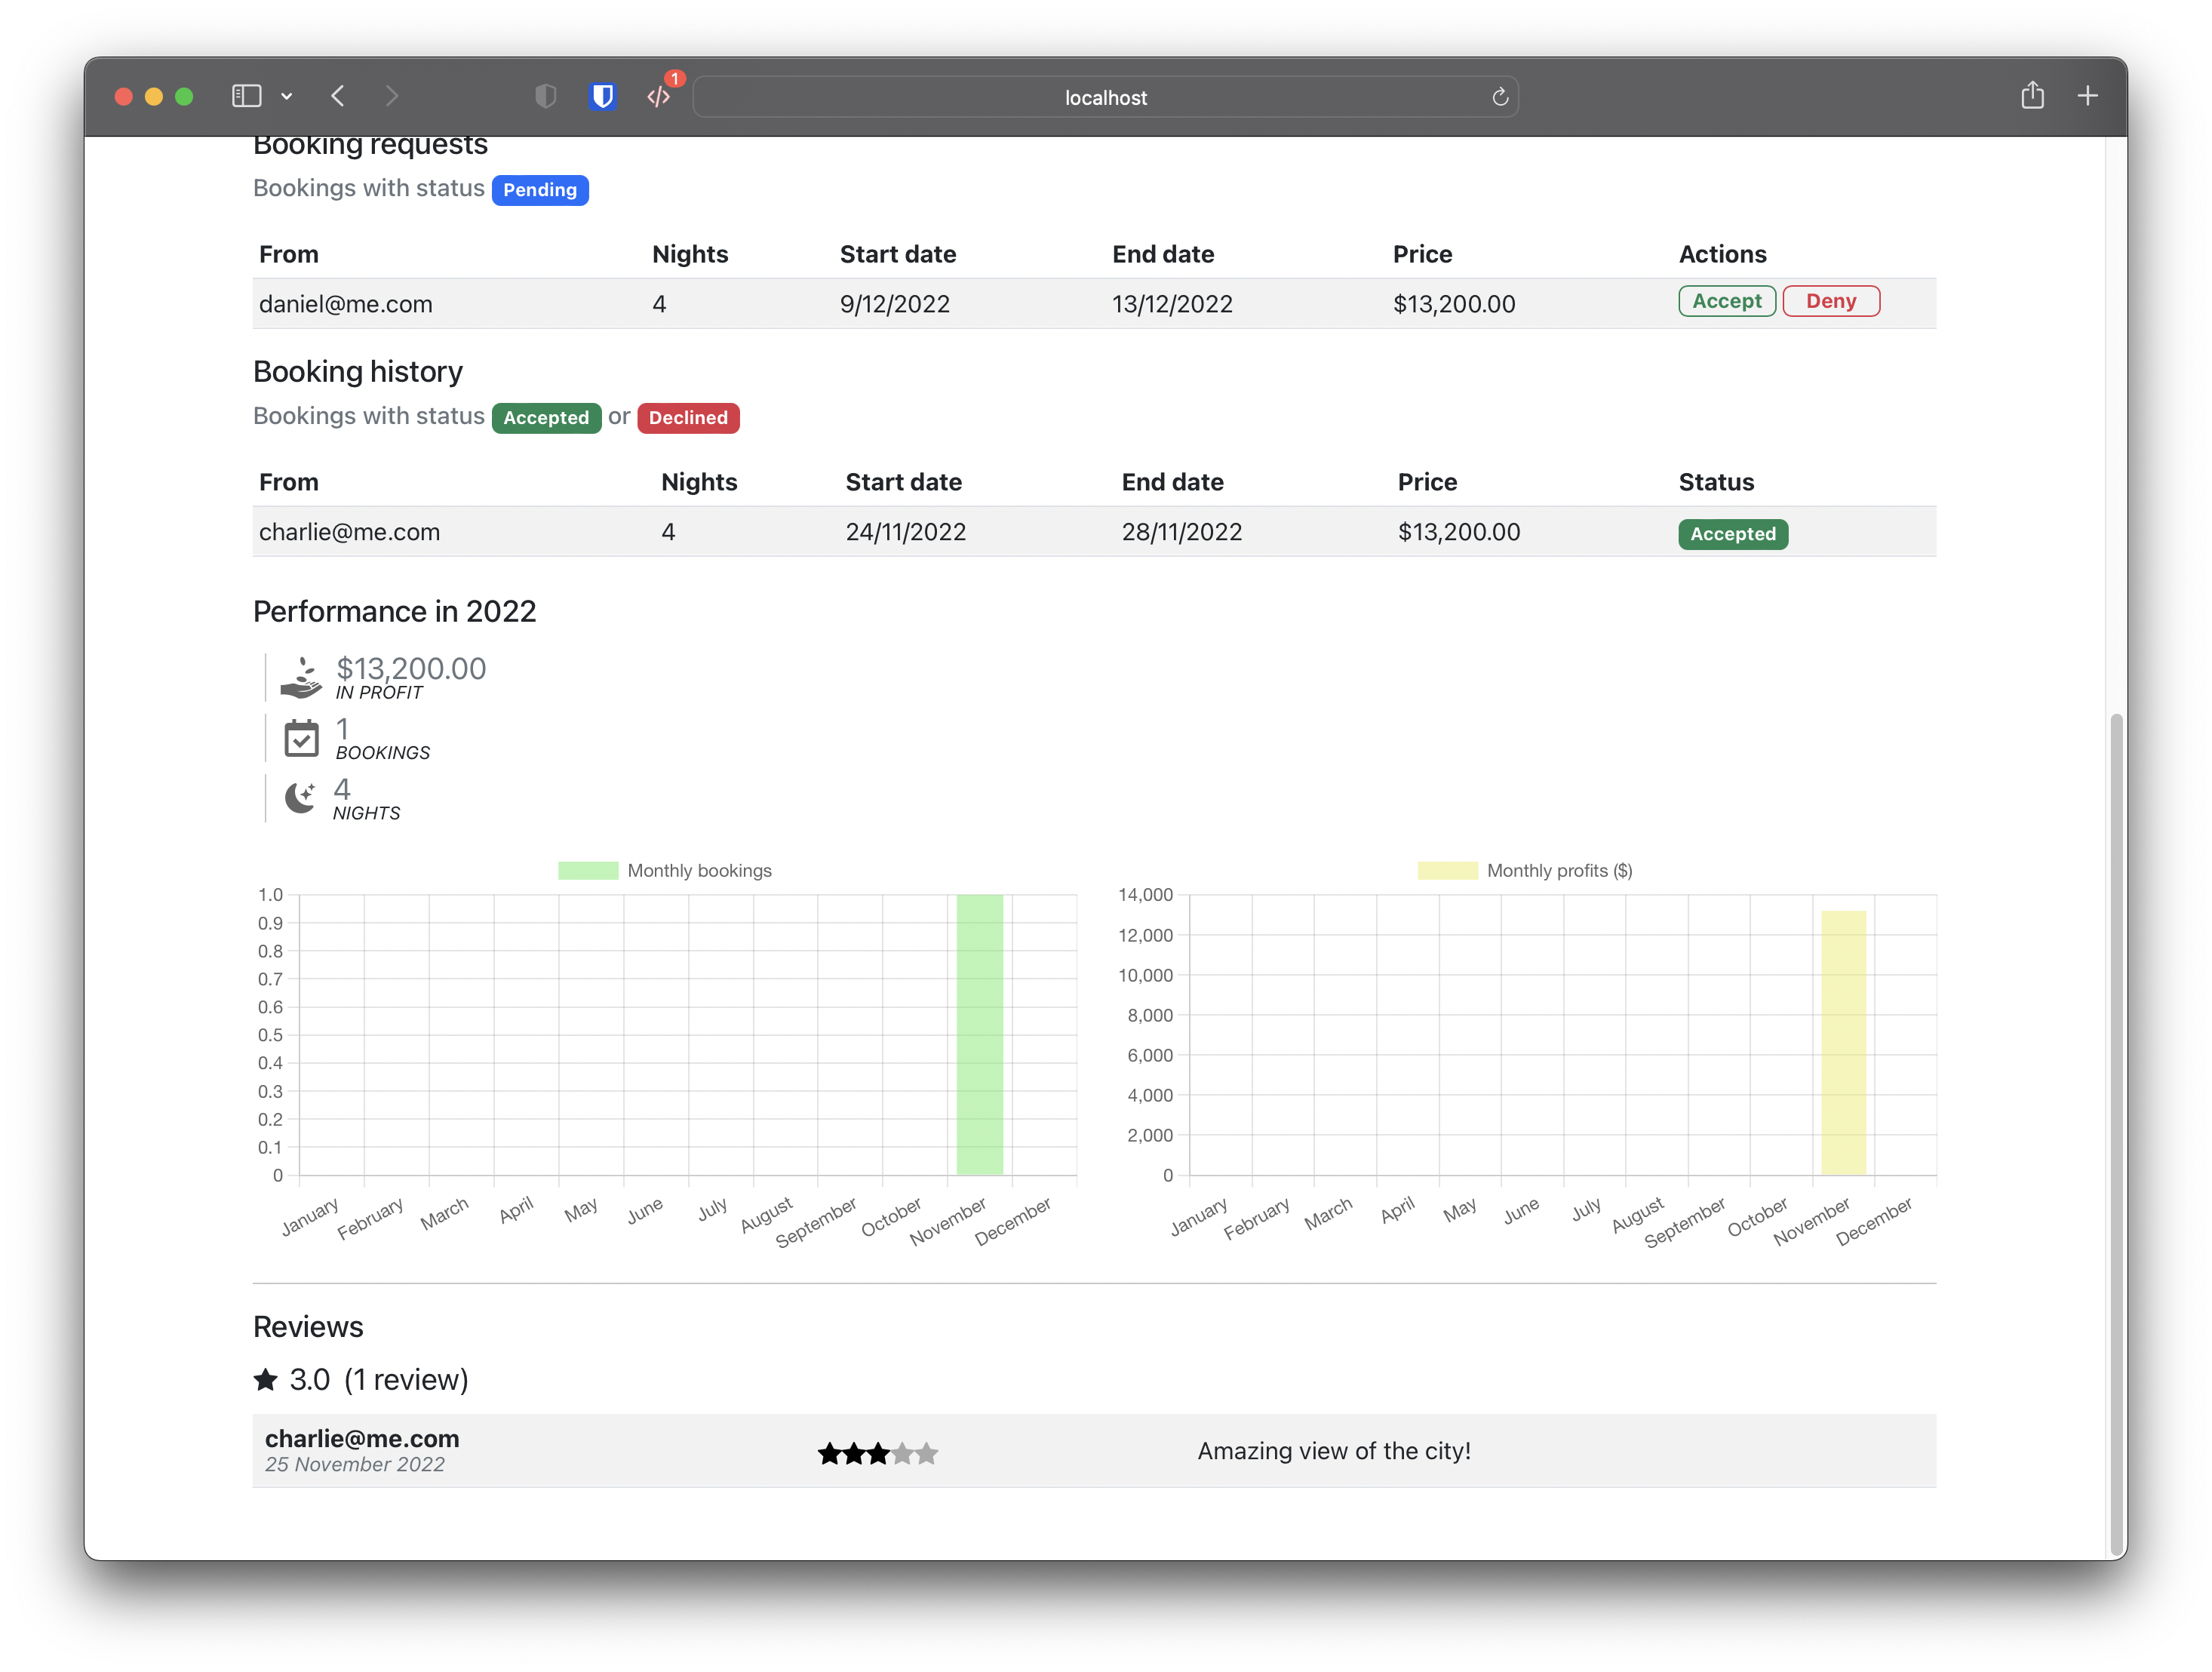 1
localhost
Booking requests
Bookings with status Pending
From Nights Start date End date Price Actions
daniel@me.com 4 9/12/2022 13/12/2022 $13,200.00 Accept Deny
Booking history
Bookings with status Accepted or Declined
From Nights Start date End date Price Status
charlie@me.com 4 24/11/2022 28/11/2022 $13,200.00 Accepted
Performance in 2022
$13,200.00
IN PROFIT
1
BOOKINGS
4
NIGHTS
Monthly bookings
1.0
0.9
0.8
0.7
0.6
0.5
0.4
0.3
0.2
0.1
0
January February March April May June July August September October November December
Monthly profits ($)
14,000
12,000
10,000
8,000
6,000
4,000
2,000
0
January February March April May June July August September October November December
Reviews
3.0 (1 review)
charlie@me.com
25 November 2022
Amazing view of the city!